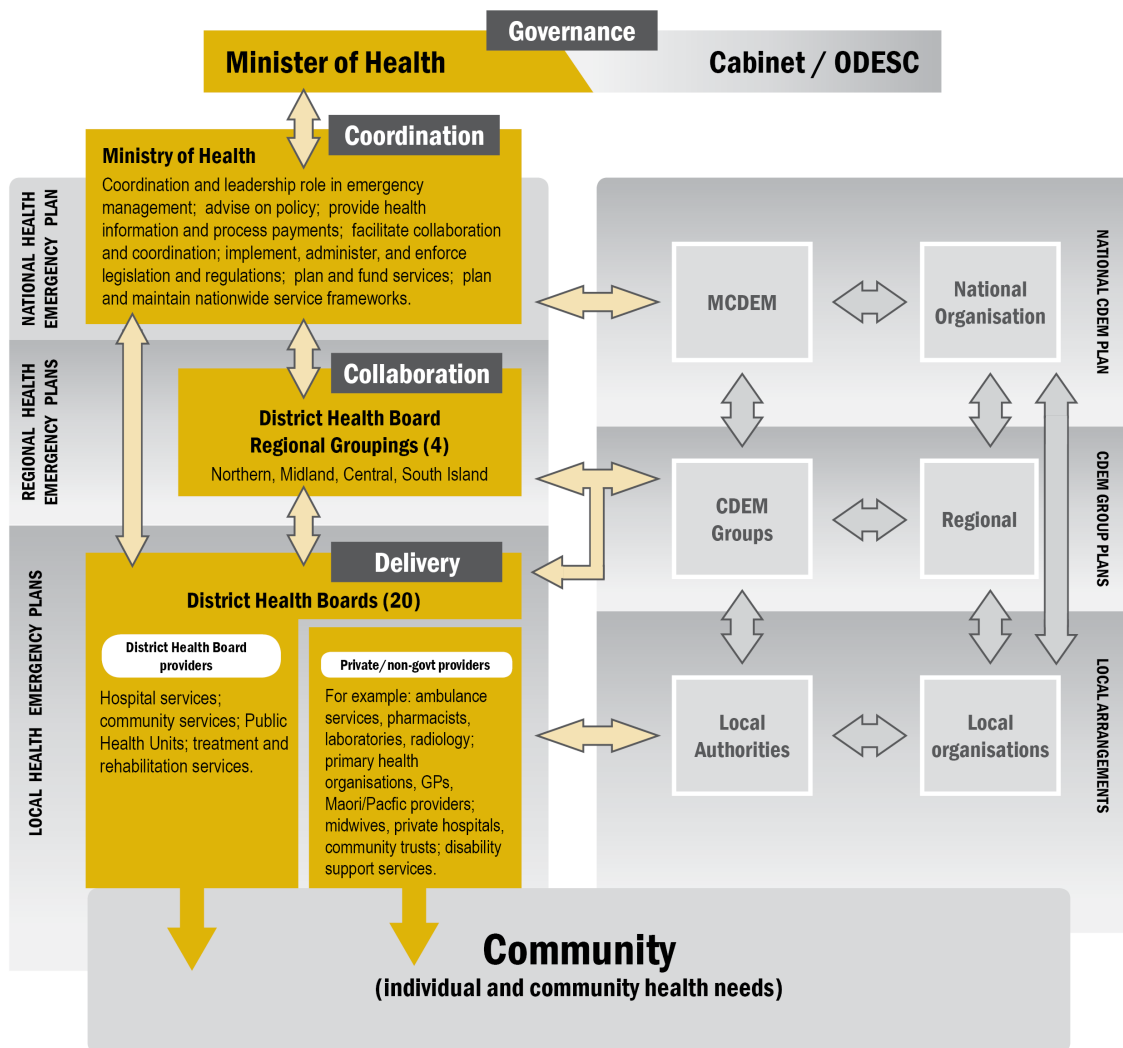 Governance
Minister of Health
Cabinet / ODESC
Coordination
Ministry of Health
Coordination and leadership role in emergency
management; advise on policy; provide health
information and process payments; facilitate collaboration
and coordination; implement, administer, and enforce
legislation and regulations; plan and fund services; plan
and maintain nationwide service frameworks.
NATIONAL HEALTH
EMERGENCY PLAN
MCDEM
National
Organisation
NATIONAL CDEM PLAN
Collaboration
District Health Board
Regional Groupings (4)
Northern, Midland, Central, South Island
REGIONAL HEALTH
EMERGENCY PLANS
CDEM
Groups
Regional
CDEM GROUP PLANS
Delivery
District Health Boards (20)
District Health Board
providers
Hospital services;
community services; Public
Health Units; treatment and
rehabilitation services.
Private/non-govt providers
For example: ambulance
services, pharmacists,
laboratories, radiology;
primary health
organisations, GPs,
Maori/Pacfic providers;
midwives, private hospitals,
community trusts; disability
support services.
LOCAL HEALTH EMERGENCY PLANS
Local
Authorities
Local
organisations
LOCAL ARRANGEMENTS
Community
(individual and community health needs)